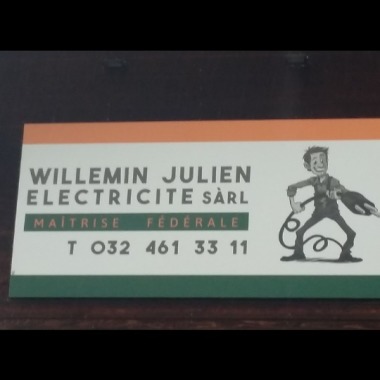 WILLEMIN JULIEN
ELECTRICITE SÀRL
MAÎTRISE FÉDÉRALE
T 032 461 33 11